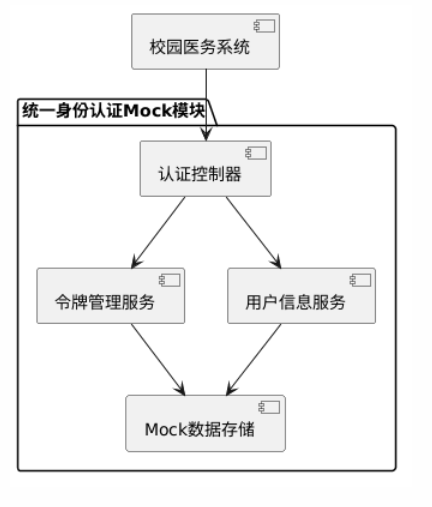 校园医务系统
统一身份认证Mock模块
认证控制器
令牌管理服务
用户信息服务
Mock数据存储